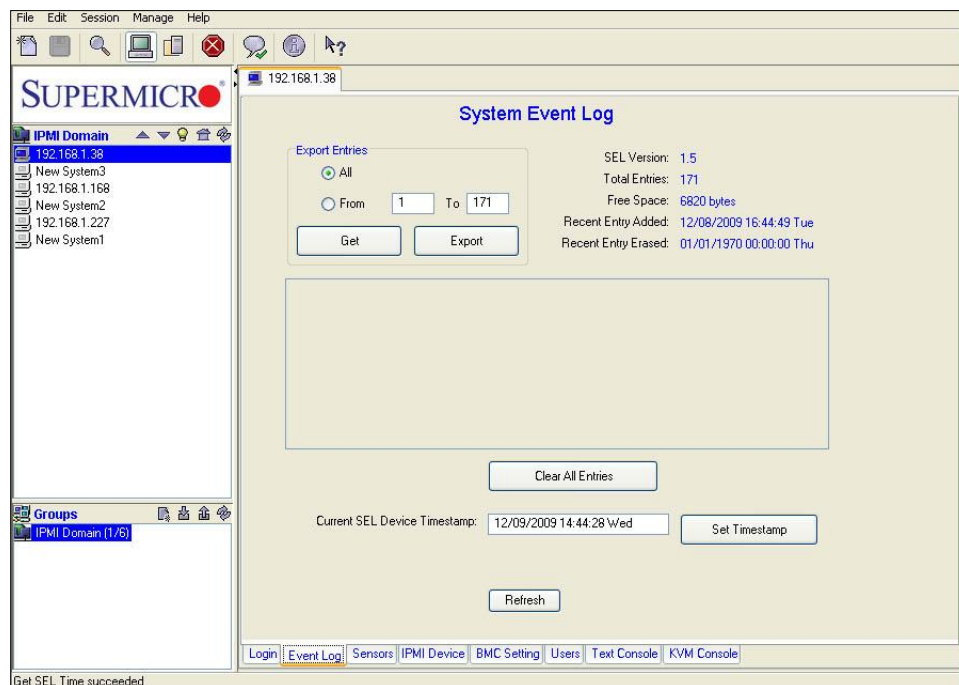 File Edit Session Manage Help
SUPERMICRO
IPMI Domain
192.168.1.38
New System3
192.168.1.168
New System2
192.168.1.227
New System1
Groups
IPMI Domain (1/6)
192.168.1.38
System Event Log
Export Entries
All
From 1 To 171
Get Export
SEL Version: 1.5
Total Entries: 171
Free Space: 6820 bytes
Recent Entry Added: 12/08/2009 16:44:49 Tue
Recent Entry Erased: 01/01/1970 00:00:00 Thu
Clear All Entries
Current SEL Device Timestamp: 12/09/2009 14:44:28 Wed Set Timestamp
Refresh
Login Event Log Sensors IPMI Device BMC Setting Users Text Console KVM Console
Get SEL Time succeeded